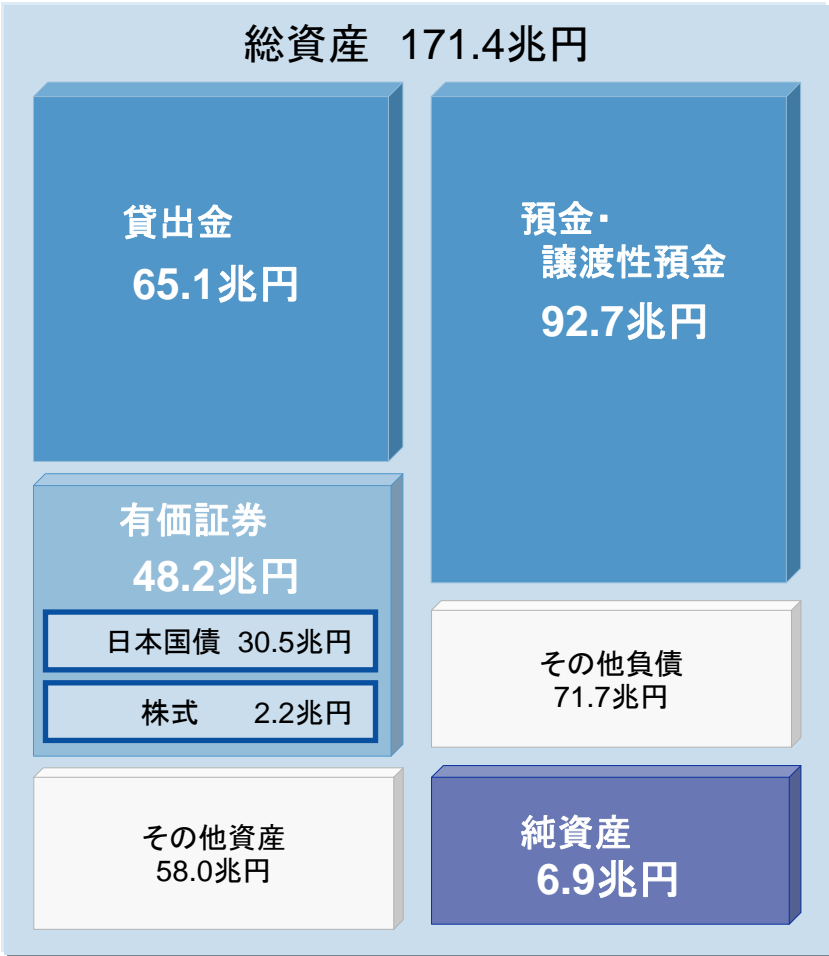 総資産 171.4兆円
貸出金
65.1兆円
有価証券
48.2兆円
日本国債 30.5兆円
株式 2.2兆円
その他資産
58.0兆円
預金・
譲渡性預金
92.7兆円
その他負債
71.7兆円
純資産
6.9兆円